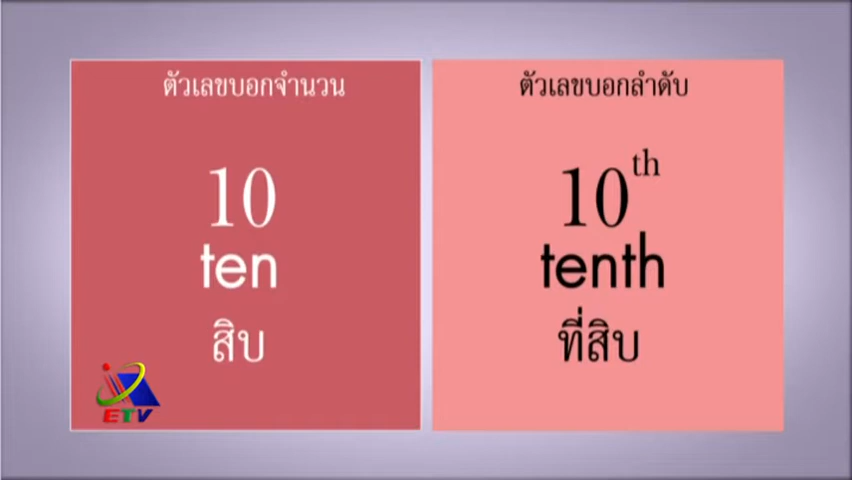 ตัวเลขบอกจำนวน
10
ten
สิบ
ETV
ตัวเลขบอกลำดับ
10th
tenth
ที่สิบ